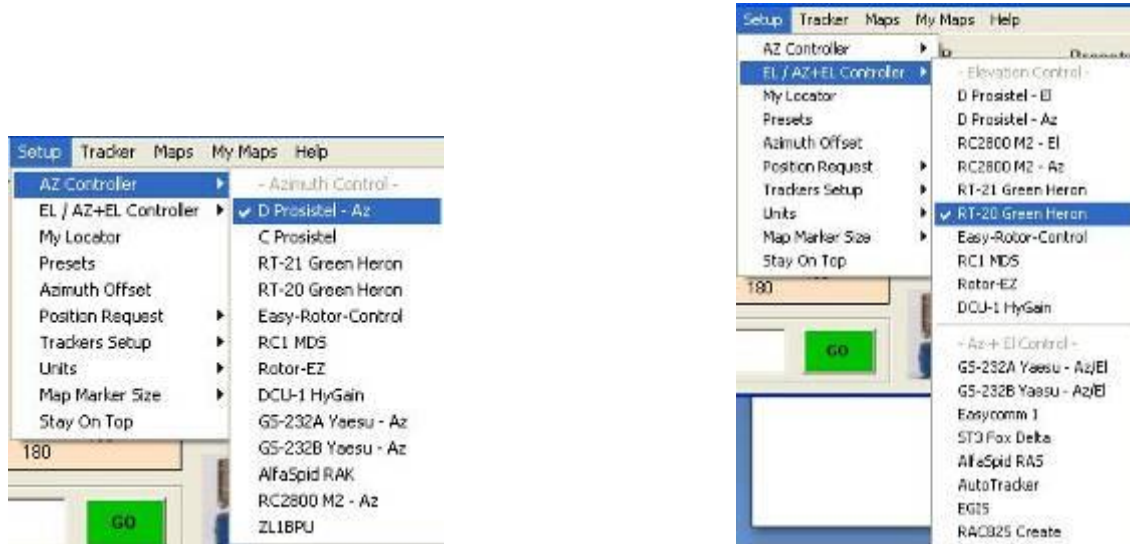 Setup Tracker Maps My Maps Help
AZ Controller
EL / AZ+EL Controller
My Locator
Presets
Azimuth Offset
Position Request
Trackers Setup
Units
Map Marker Size
Stay On Top
180
GO
- Azimuth Control -
D Prosistel - Az
C Prosistel
RT-21 Green Heron
RT-20 Green Heron
Easy-Rotor-Control
RC1 MDS
Rotor-EZ
DCU-1 HyGain
GS-232A Yaesu - Az
GS-232B Yaesu - Az
AlfaSpid RAK
RC2800 M2 - Az
ZL1BPU
Setup Tracker Maps My Maps Help
AZ Controller
EL / AZ+EL Controller
My Locator
Presets
Azimuth Offset
Position Request
Trackers Setup
Units
Map Marker Size
Stay On Top
180
GO
- Elevation Control -
D Prosistel - El
D Prosistel - Az
RC2800 M2 - El
RC2800 M2 - Az
RT-21 Green Heron
RT-20 Green Heron
Easy-Rotor-Control
RC1 MDS
Rotor-EZ
DCU-1 HyGain
- Az + El Control -
GS-232A Yaesu - Az/El
GS-232B Yaesu - Az/El
Easycomm 1
ST3 Fox Delta
AlfaSpid RAS
AutoTracker
EGIS
RAC825 Create